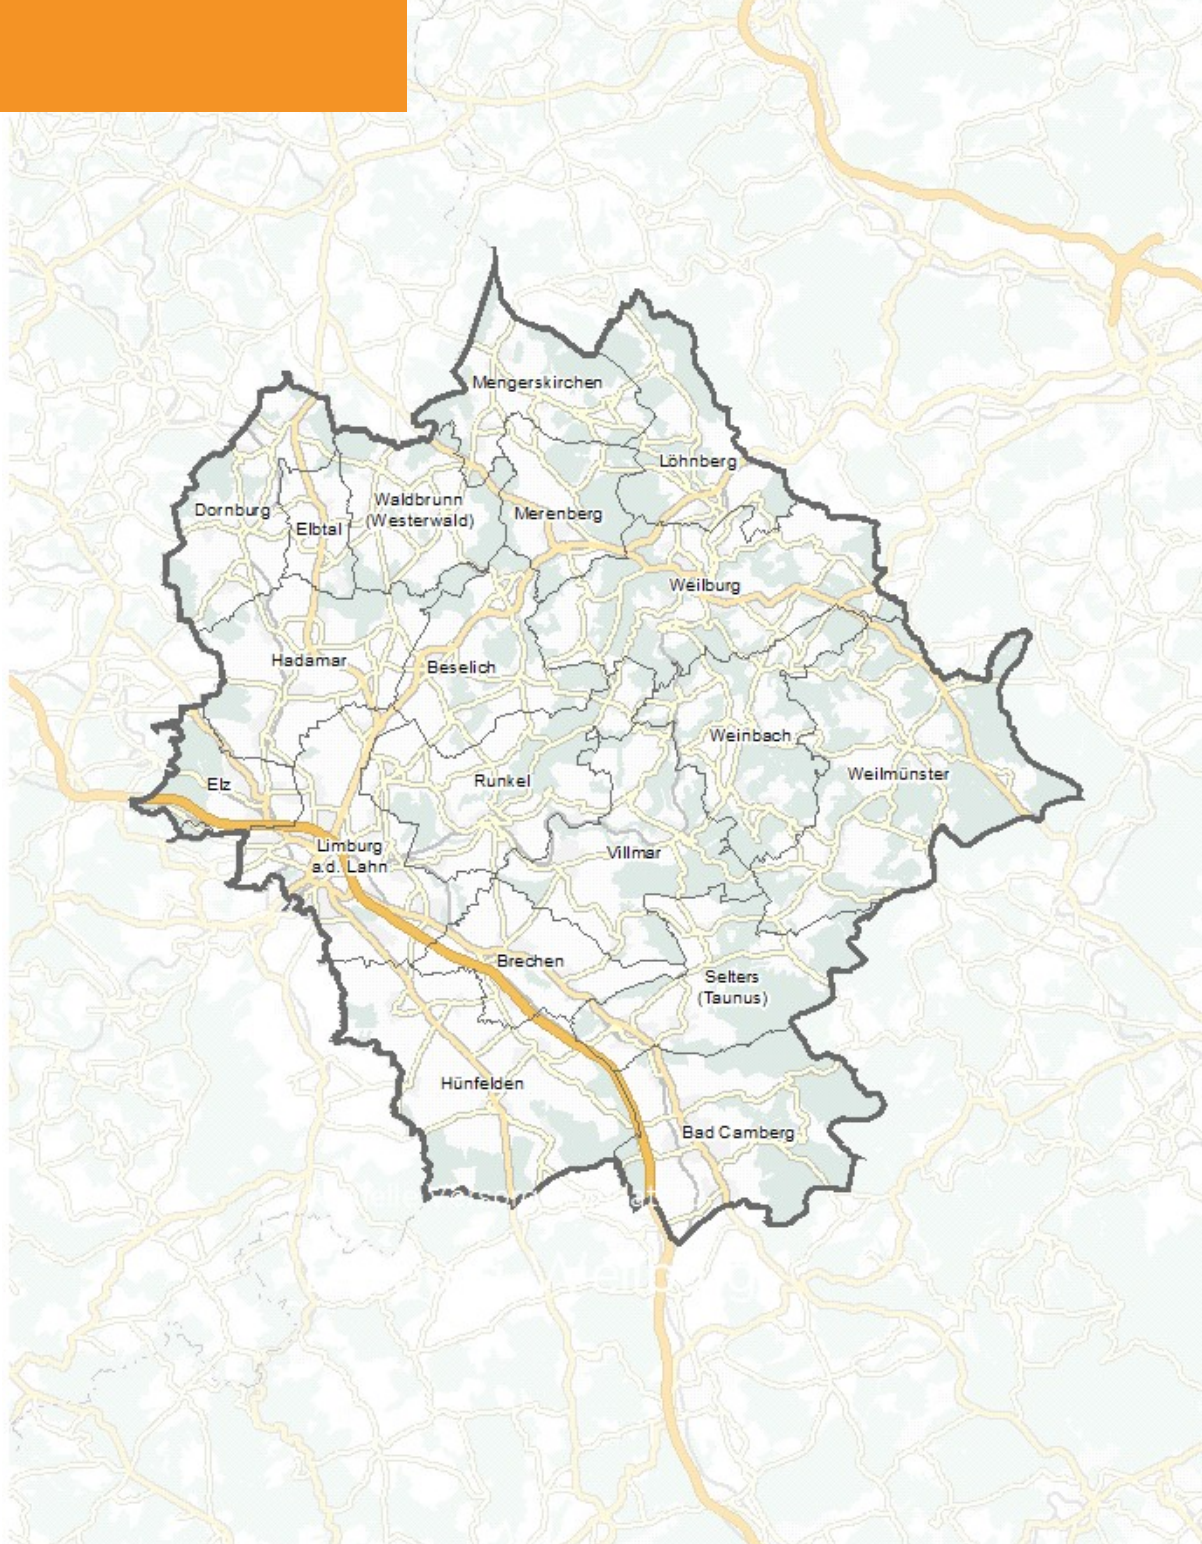 Mengerskirchen
Löhnberg
Waldbrunn
(Westerwald)
Dornburg
Merenberg
Elbtal
Weilburg
Hadamar
Beselich
Weinbach
Weilmünster
Runkel
Elz
Limburg
a.d. Lahn
Villmar
Brechen
Selters
(Taunus)
Hünfelden
Bad Camberg